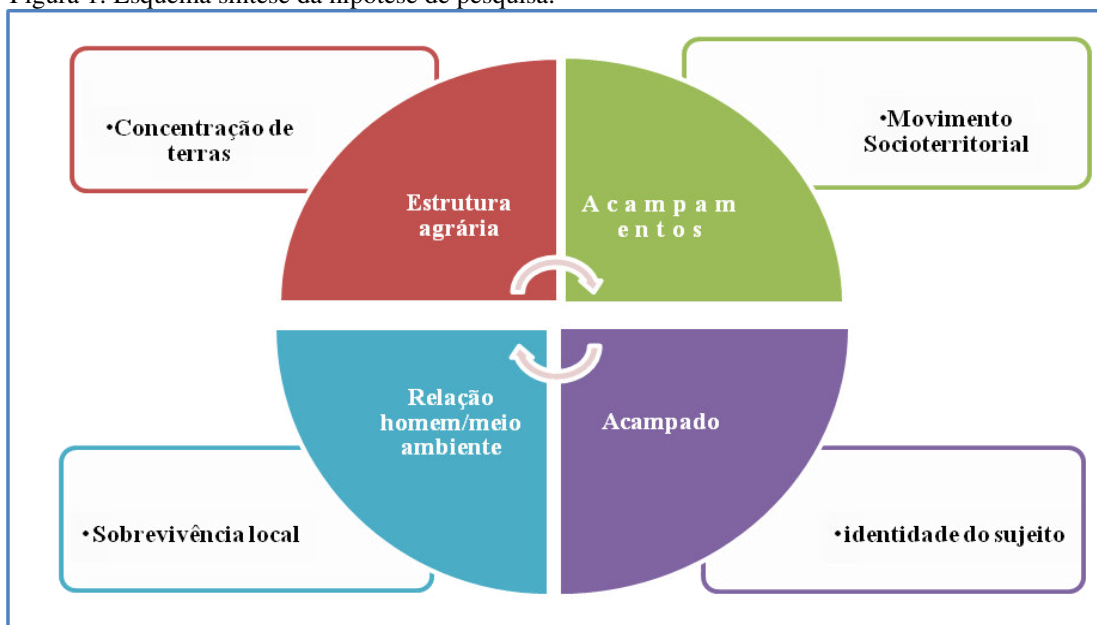 Figura 1. Esquema síntese da hipótese de pesquisa.
•Concentração de
terras
•Movimento
Socioterritorial
Estrutura
agrária
A c a m p a m
e n t o s
Relação
homem/meio
ambiente
Acampado
•Sobrevivência local
•identidade do sujeito